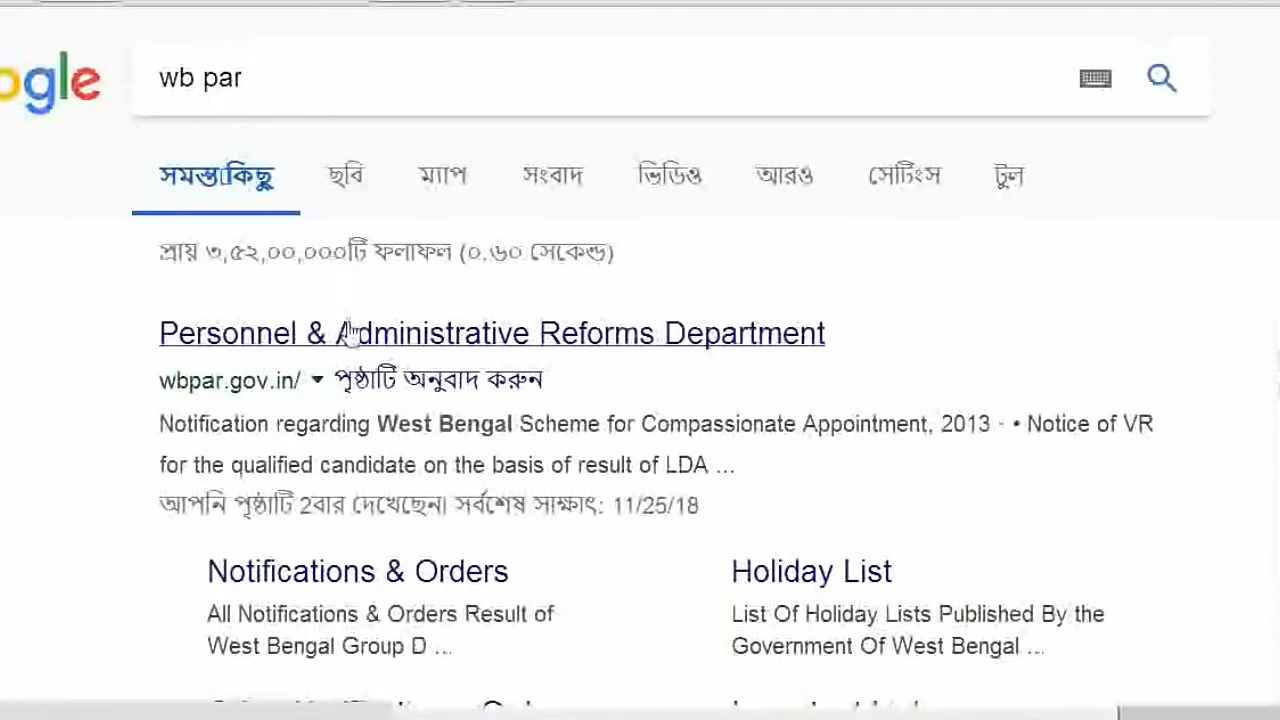 ogle
wb par
সমস্তকিছু ছবি ম্যাপ সংবাদ ভিডিও আরও সেটিংস টুল
প্রায় ৩,৫২,০০,০০০টি ফলাফল (০.৬০ সেকেন্ড)
Personnel & Administrative Reforms Department
wbpar.gov.in/ পৃষ্ঠাটি অনুবাদ করুন
Notification regarding West Bengal Scheme for Compassionate Appointment, 2013 · • Notice of VR
for the qualified candidate on the basis of result of LDA ...
আপনি পৃষ্ঠাটি 2বার দেখেছেন। সর্বশেষ সাক্ষাৎ: 11/25/18
Notifications & Orders Holiday List
All Notifications & Orders Result of List Of Holiday Lists Published By the
West Bengal Group D ... Government Of West Bengal ...